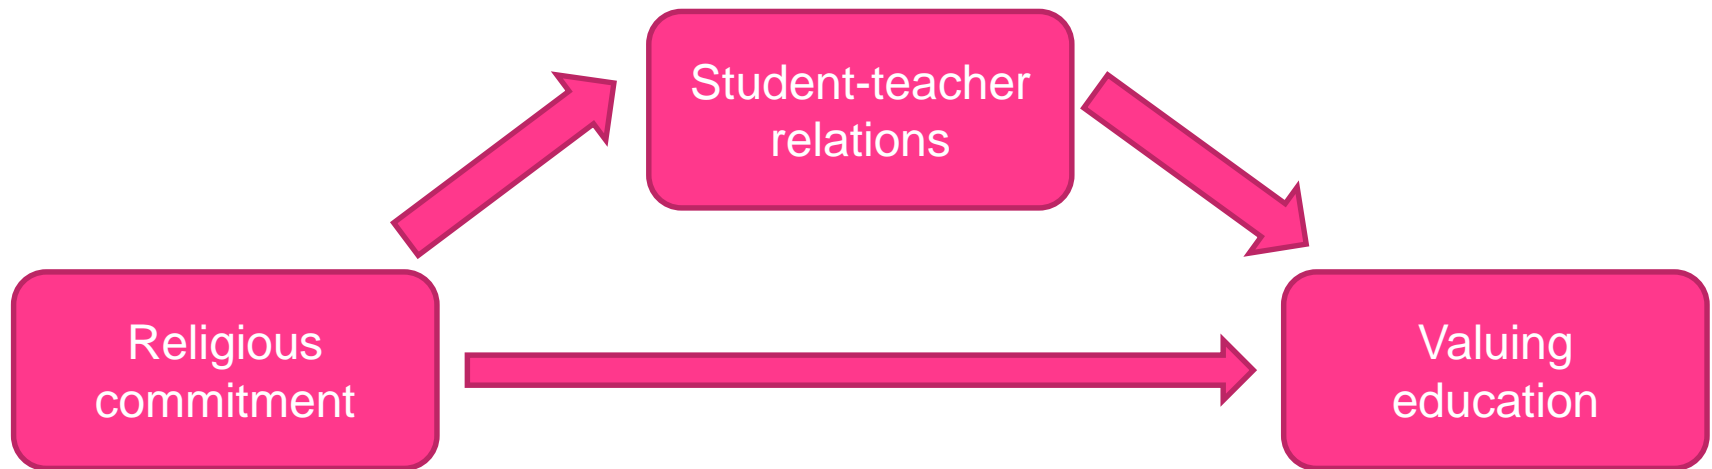 Student-teacher
relations
Religious
commitment
Valuing
education